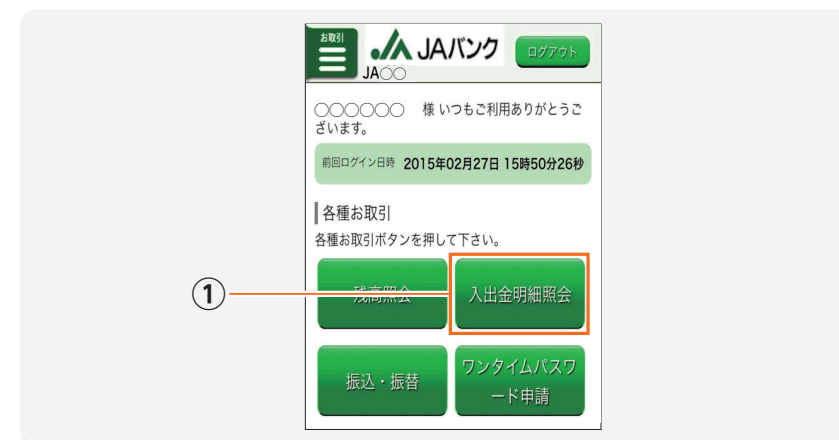 お取引
JAバンク
ログアウト
JA○○
○○○○○○ 様 いつもご利用ありがとうご
ざいます。
前回ログイン日時 2015年02月27日 15時50分26秒
各種お取引
各種お取引ボタンを押して下さい。
①
残高照会
入出金明細照会
振込・振替
ワンタイムパスワ
ード申請